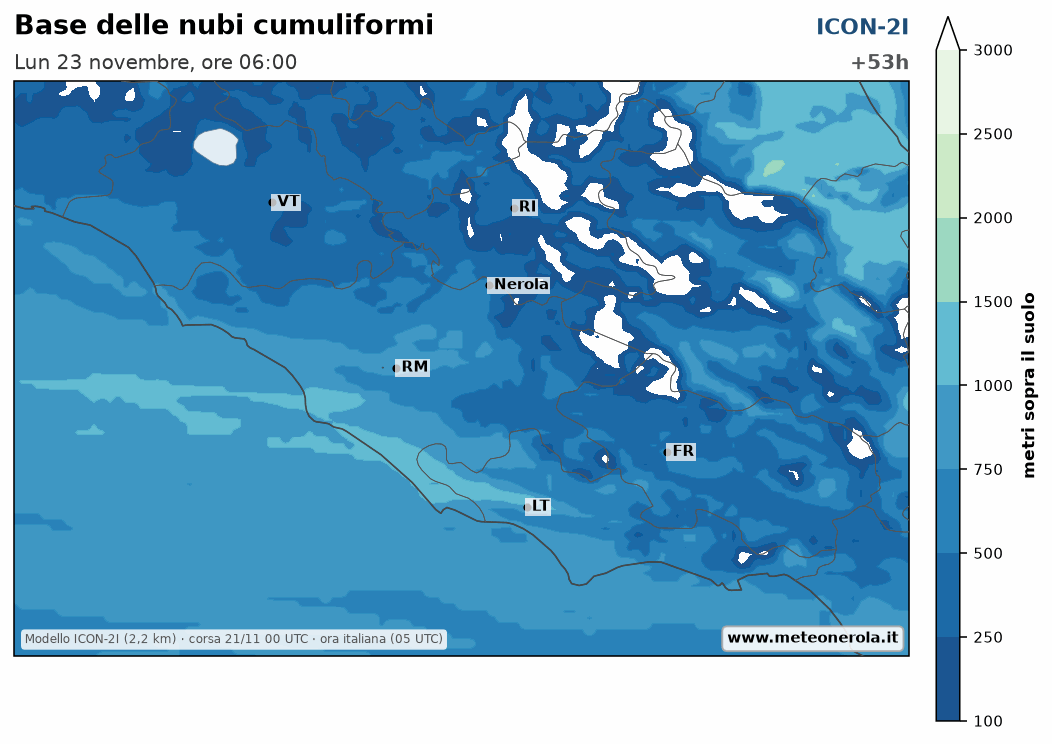 Base delle nubi cumuliformi
ICON-2I
Lun 23 novembre, ore 06:00
+53h
3000
2500
2000
1500
1000
750
500
250
100
metri sopra il suolo
VT
RI
Nerola
RM
FR
LT
Modello ICON-2I (2,2 km) · corsa 21/11 00 UTC · ora italiana (05 UTC)
www.meteonerola.it